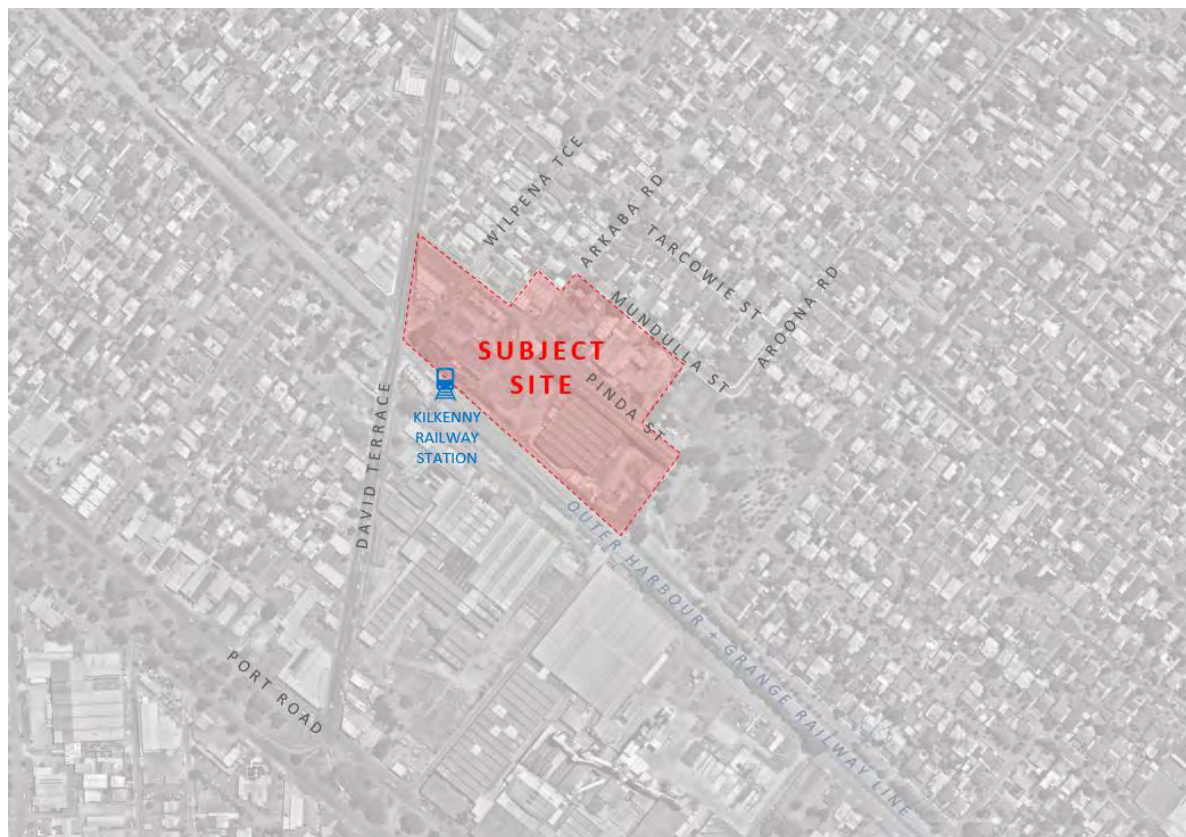 WILPENA TCE
ARKABA RD
TARCOWIE ST
AROONA RD
MUNDULLA ST
SUBJECT
SITE
PINDA ST
KILKENNY
RAILWAY
STATION
DAVID TERRACE
OUTER HARBOUR + GRANGE RAILWAY LINE
PORT ROAD